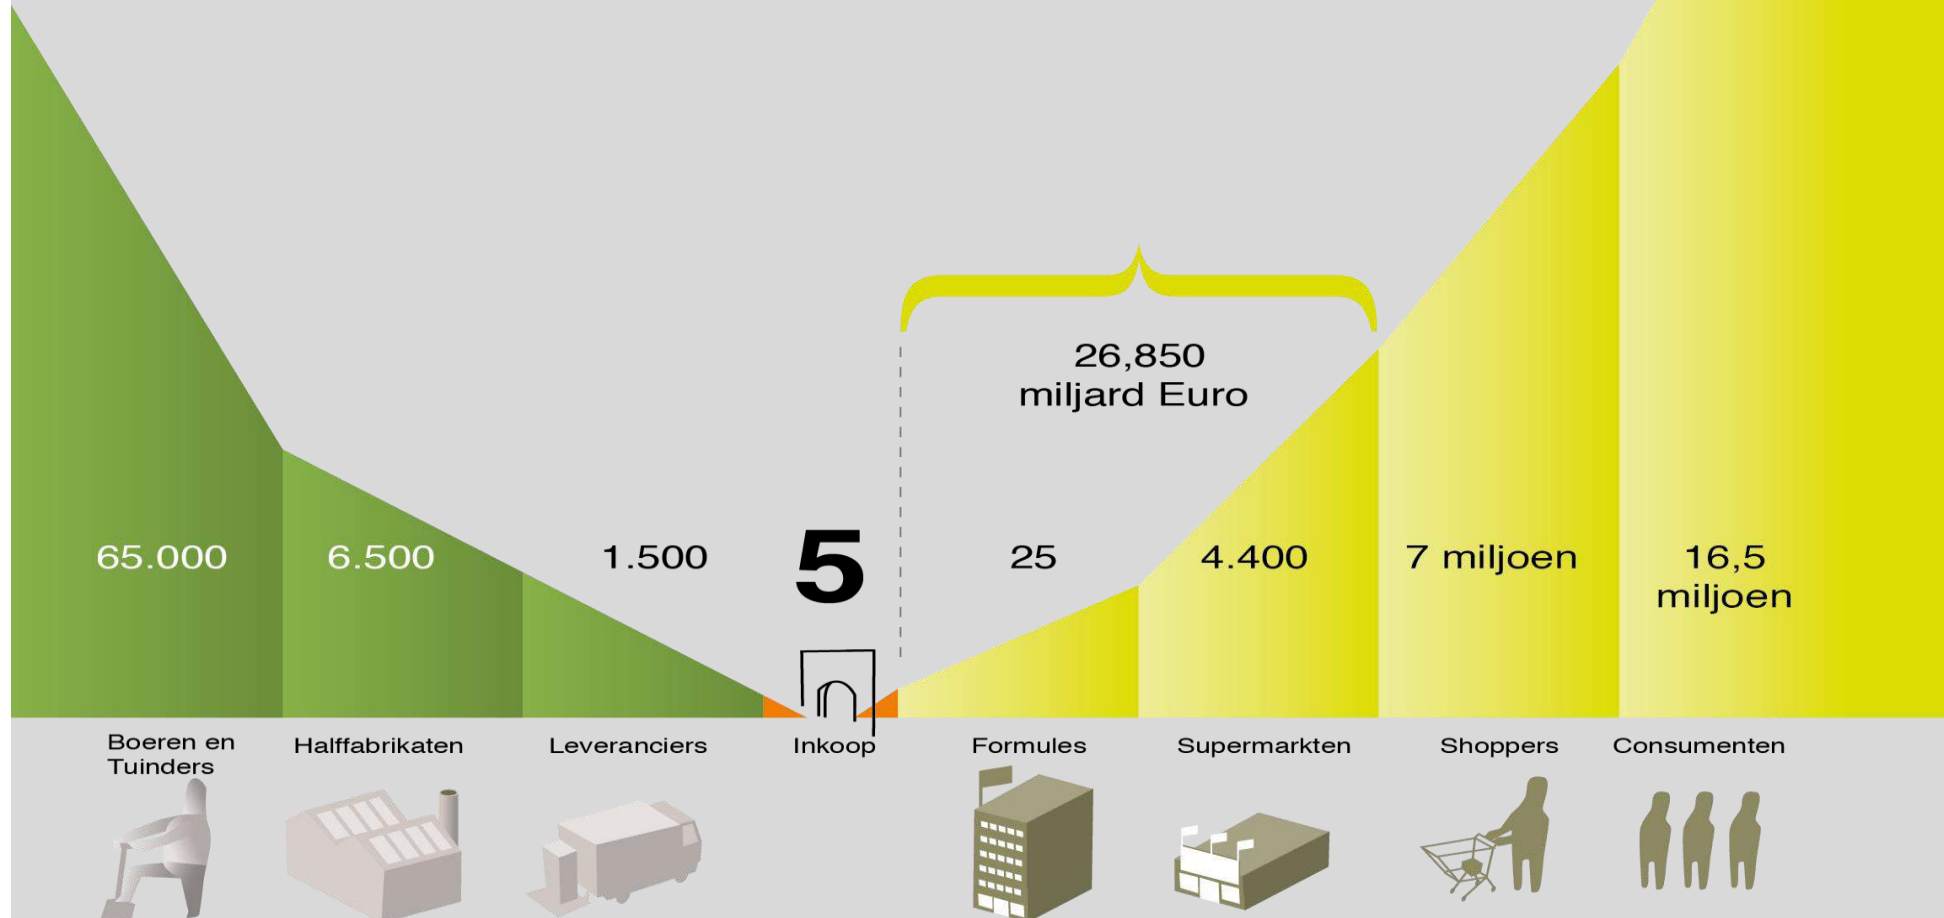 26,850
miljard Euro
65.000
6.500
1.500
5
25
4.400
7 miljoen
16,5
miljoen
Boeren en
Tuinders
Halffabrikaten
Leveranciers
Inkoop
Formules
Supermarkten
Shoppers
Consumenten